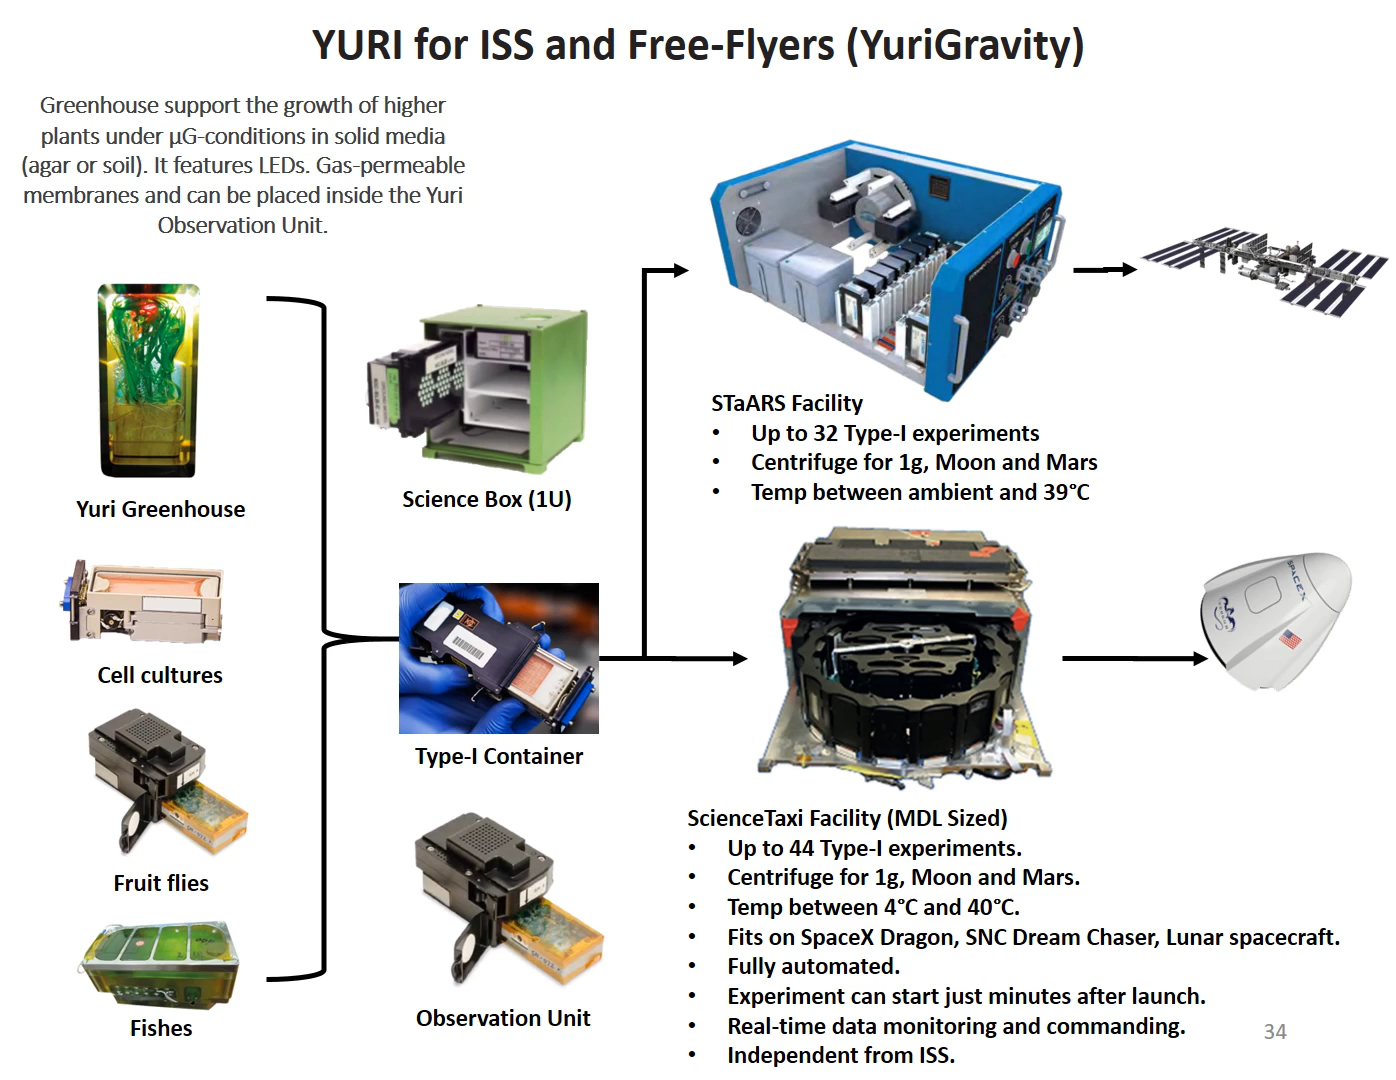 YURI for ISS and Free-Flyers (YuriGravity)
Greenhouse support the growth of higher
plants under µG-conditions in solid media
(agar or soil). It features LEDs. Gas-permeable
membranes and can be placed inside the Yuri
Observation Unit.
Yuri Greenhouse
Cell cultures
Fruit flies
Fishes
Science Box (1U)
Type-I Container
Observation Unit
STaARS Facility
• Up to 32 Type-I experiments
• Centrifuge for 1g, Moon and Mars
• Temp between ambient and 39°C
SPACEX
ScienceTaxi Facility (MDL Sized)
• Up to 44 Type-I experiments.
• Centrifuge for 1g, Moon and Mars.
• Temp between 4°C and 40°C.
• Fits on SpaceX Dragon, SNC Dream Chaser, Lunar spacecraft.
• Fully automated.
• Experiment can start just minutes after launch.
• Real-time data monitoring and commanding.
• Independent from ISS.
34